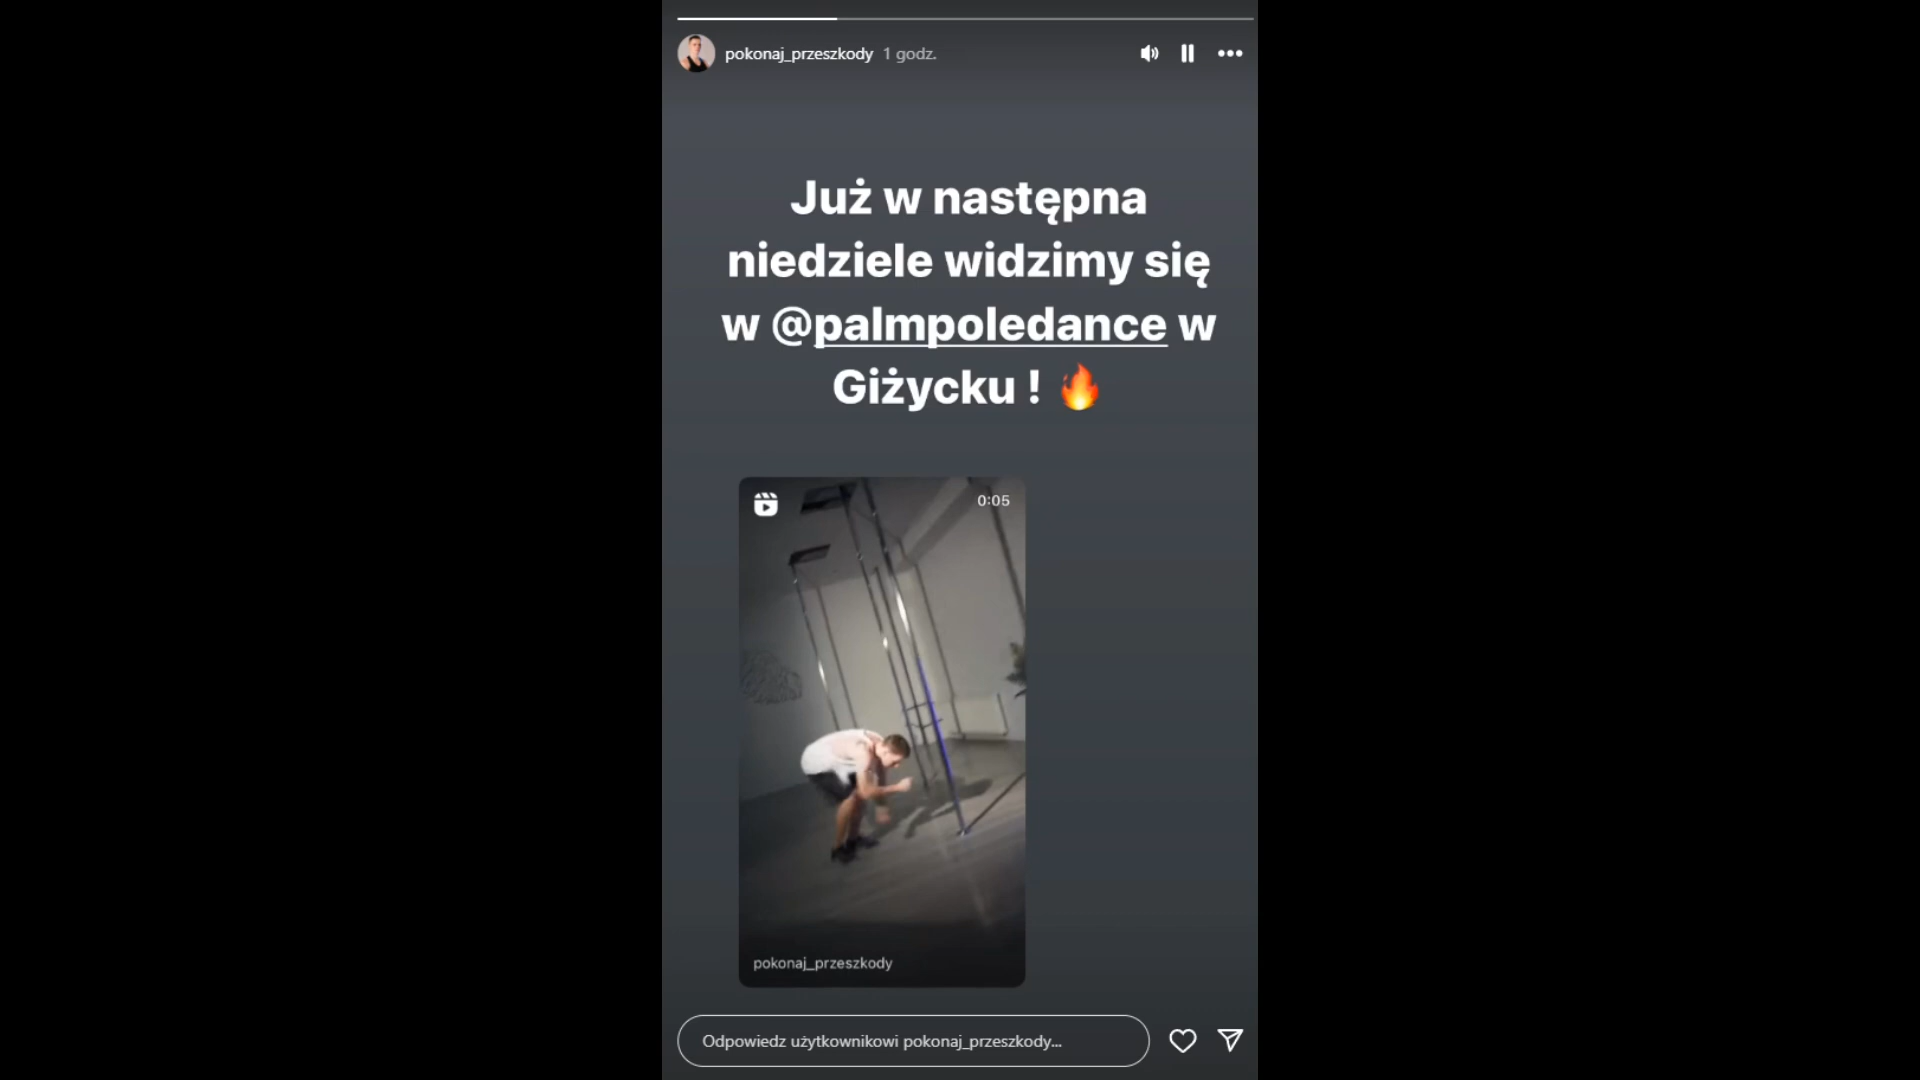 pokonaj_przeszkody 1 godz.
Już w następna
niedziele widzimy się
w @palmpoledance w
Giżycku ! 🔥
0:05
pokonaj_przeszkody
Odpowiedz użytkownikowi pokonaj_przeszkody...